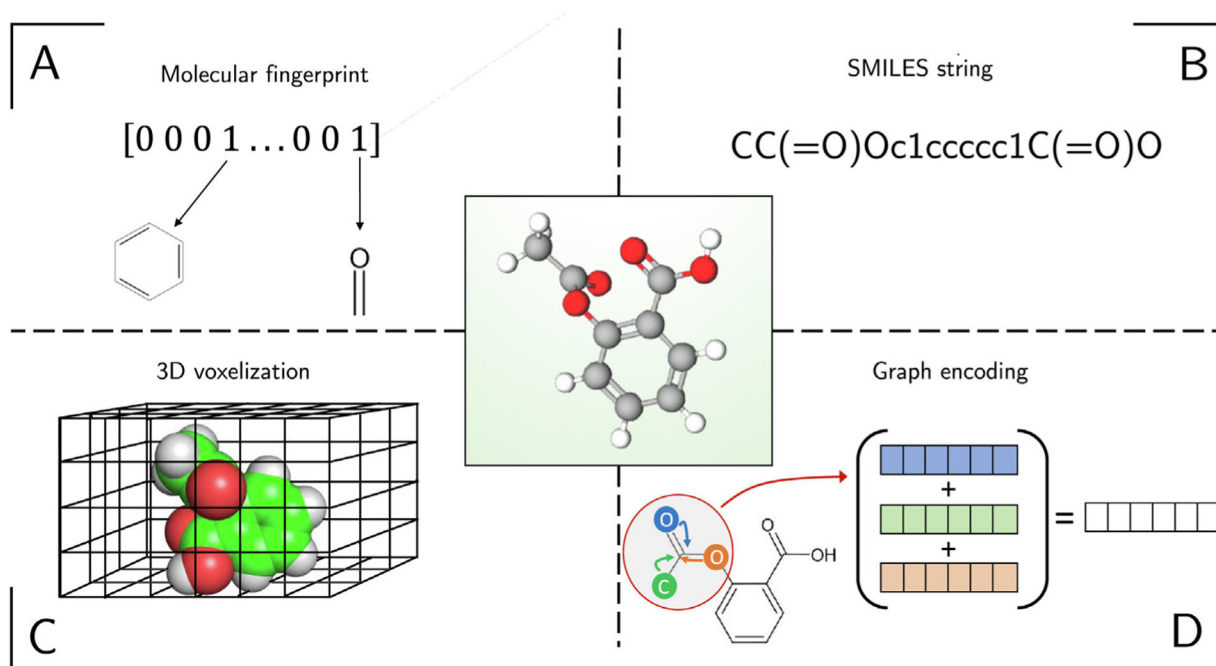 A
Molecular fingerprint
[0 0 0 1 … 0 0 1]
O
B
SMILES string
CC(=O)Oc1ccccc1C(=O)O
C
3D voxelization
D
Graph encoding
O
O
C
O
OH
+
+
=